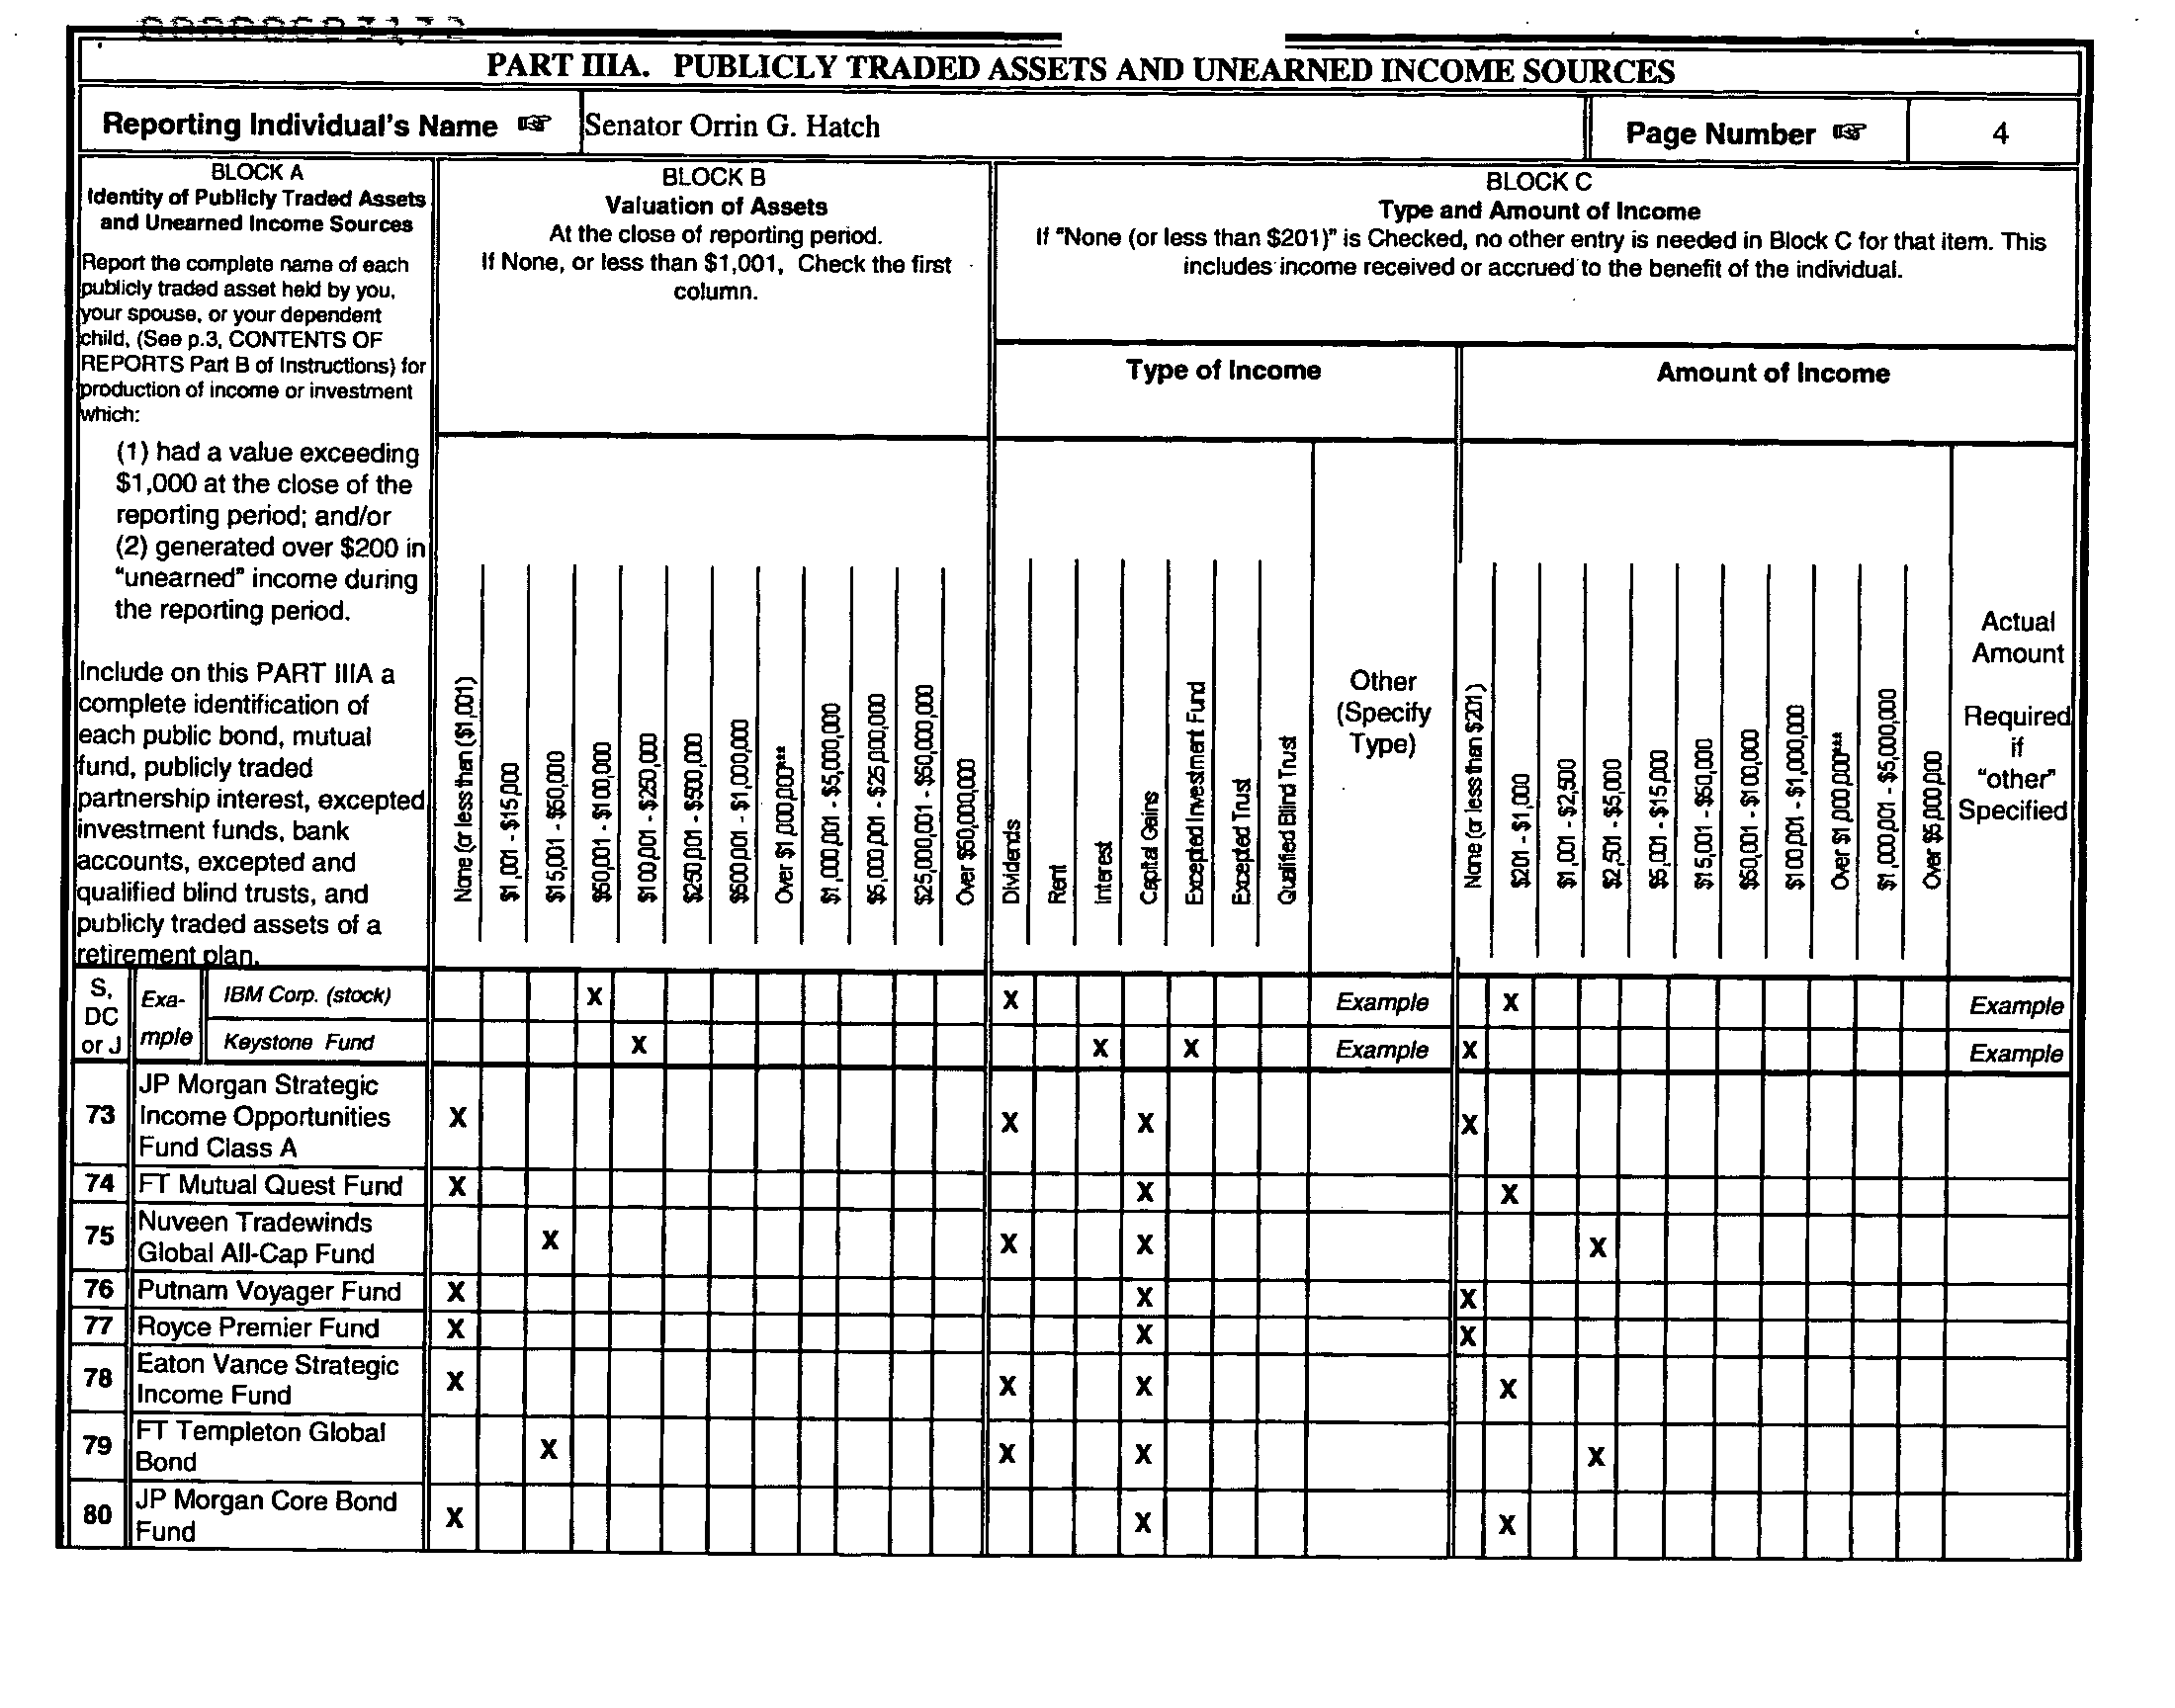 PART IIIA. PUBLICLY TRADED ASSETS AND UNEARNED INCOME SOURCES
Reporting Individual's Name ☞ Senator Orrin G. Hatch Page Number ☞ 4
BLOCK A
Identity of Publicly Traded Assets
and Unearned Income Sources
Report the complete name of each
publicly traded asset held by you,
your spouse, or your dependent
child, (See p.3, CONTENTS OF
REPORTS Part B of Instructions) for
production of income or investment
which:
(1) had a value exceeding
$1,000 at the close of the
reporting period; and/or
(2) generated over $200 in
"unearned" income during
the reporting period.
Include on this PART IIIA a
complete identification of
each public bond, mutual
fund, publicly traded
partnership interest, excepted
investment funds, bank
accounts, excepted and
qualified blind trusts, and
publicly traded assets of a
retirement plan.
BLOCK B
Valuation of Assets
At the close of reporting period.
If None, or less than $1,001, Check the first
column.
None (or less than ($1,001)
$1,001 - $15,000
$15,001 - $50,000
$50,001 - $100,000
$100,001 - $250,000
$250,001 - $500,000
$500,001 - $1,000,000
Over $1,000,000***
$1,000,001 - $5,000,000
$5,000,001 - $25,000,000
$25,000,001 - $50,000,000
Over $50,000,000
BLOCK C
Type and Amount of Income
If "None (or less than $201)" is Checked, no other entry is needed in Block C for that item. This
includes income received or accrued to the benefit of the individual.
Type of Income
Dividends
Rent
Interest
Capital Gains
Excepted Investment Fund
Excepted Trust
Qualified Blind Trust
Other
(Specify
Type)
Amount of Income
None (or less than $201)
$201 - $1,000
$1,001 - $2,500
$2,501 - $5,000
$5,001 - $15,000
$15,001 - $50,000
$50,001 - $100,000
$100,001 - $1,000,000
Over $1,000,000***
$1,000,001 - $5,000,000
Over $5,000,000
Actual
Amount
Required
if
"other"
Specified
S,
DC
or J
Exa-
mple
IBM Corp. (stock) X X Example X Example
Keystone Fund X X X Example X Example
73 JP Morgan Strategic
Income Opportunities
Fund Class A X X X X
74 FT Mutual Quest Fund X X X
75 Nuveen Tradewinds
Global All-Cap Fund X X X X
76 Putnam Voyager Fund X X X
77 Royce Premier Fund X X X
78 Eaton Vance Strategic
Income Fund X X X X
79 FT Templeton Global
Bond X X X X
80 JP Morgan Core Bond
Fund X X X